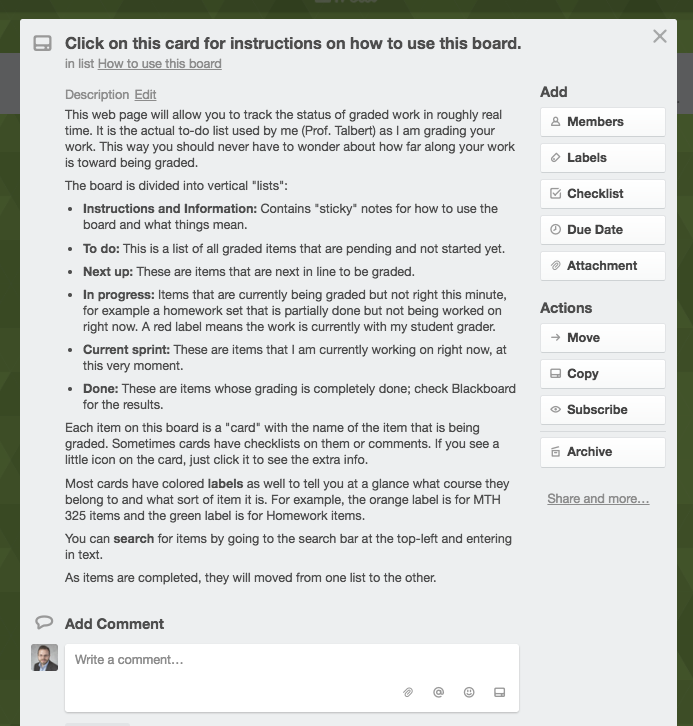 Click on this card for instructions on how to use this board.
in list How to use this board
Description Edit
This web page will allow you to track the status of graded work in roughly real
time. It is the actual to-do list used by me (Prof. Talbert) as I am grading your
work. This way you should never have to wonder about how far along your work
is toward being graded.
The board is divided into vertical "lists":
• Instructions and Information: Contains "sticky" notes for how to use the
board and what things mean.
• To do: This is a list of all graded items that are pending and not started yet.
• Next up: These are items that are next in line to be graded.
• In progress: Items that are currently being graded but not right this minute,
for example a homework set that is partially done but not being worked on
right now. A red label means the work is currently with my student grader.
• Current sprint: These are items that I am currently working on right now, at
this very moment.
• Done: These are items whose grading is completely done; check Blackboard
for the results.
Each item on this board is a "card" with the name of the item that is being
graded. Sometimes cards have checklists on them or comments. If you see a
little icon on the card, just click it to see the extra info.
Most cards have colored labels as well to tell you at a glance what course they
belong to and what sort of item it is. For example, the orange label is for MTH
325 items and the green label is for Homework items.
You can search for items by going to the search bar at the top-left and entering
in text.
As items are completed, they will moved from one list to the other.
Add Comment
Write a comment…
Add
Members
Labels
Checklist
Due Date
Attachment
Actions
Move
Copy
Subscribe
Archive
Share and more…